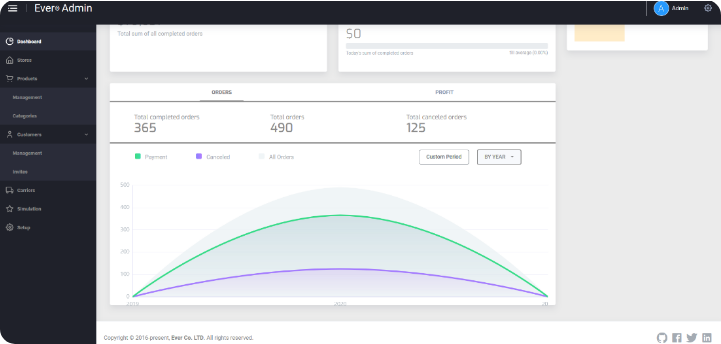 Ever® Admin
Admin
Dashboard
Stores
Products
Management
Categories
Customers
Management
Invites
Carriers
Simulation
Setup
Total sum of all completed orders
Today's sum of completed orders
ORDERS
PROFIT
Total completed orders
365
Total orders
490
Total canceled orders
125
Payment
Canceled
All Orders
Custom Period
BY YEAR
500
400
300
200
100
0
2019
2020
20
Copyright © 2016 present, Ever Co. LTD. All rights reserved.